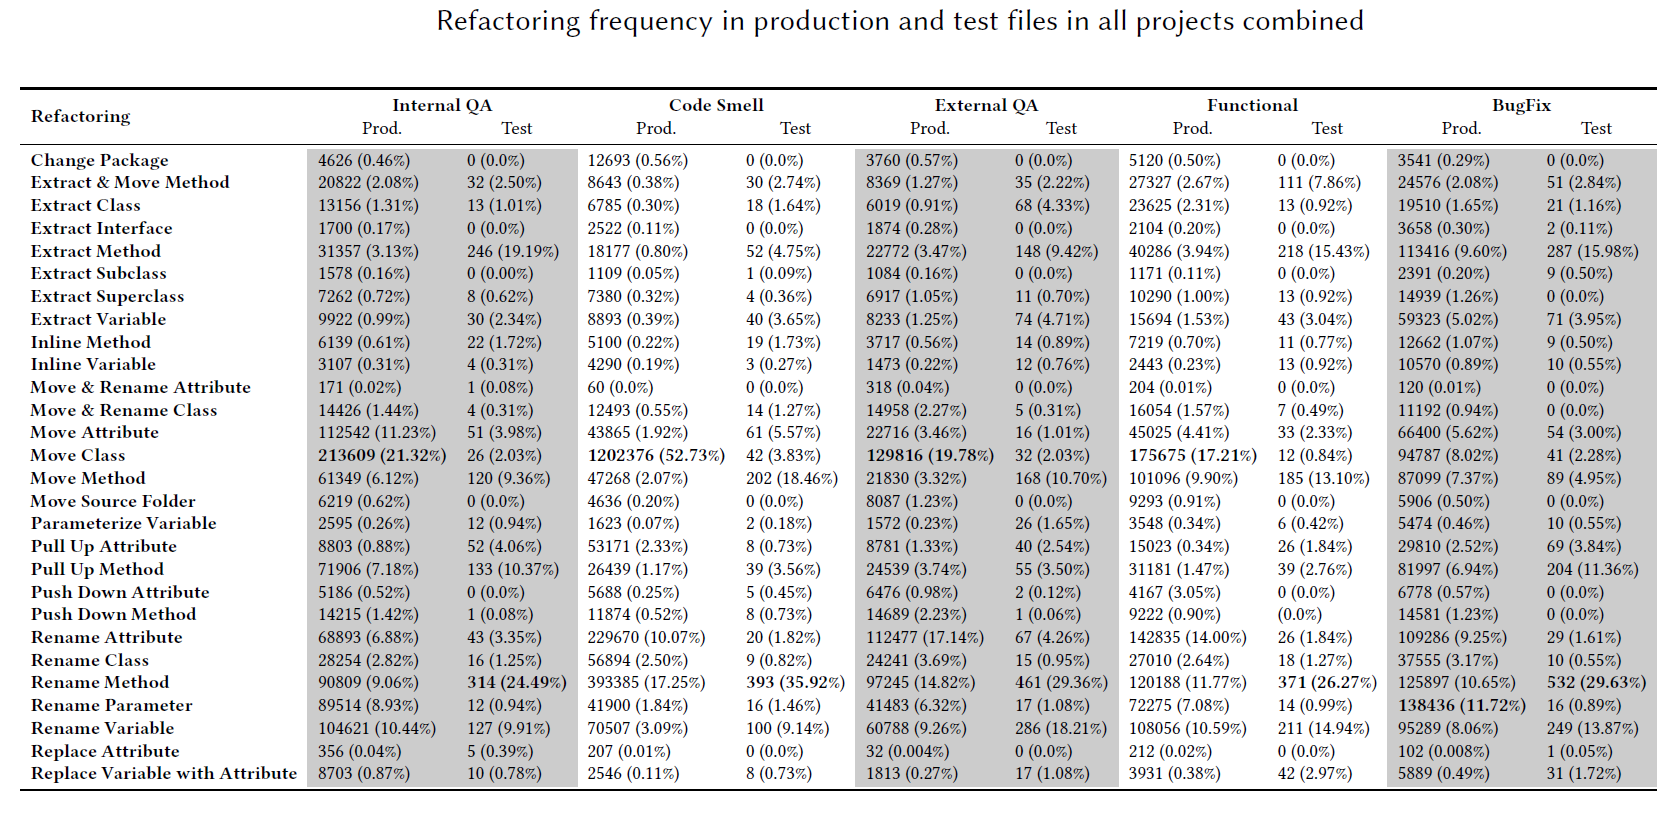 Refactoring frequency in production and test files in all projects combined
Refactoring Internal QA Code Smell External QA Functional BugFix
Prod. Test Prod. Test Prod. Test Prod. Test Prod. Test
Change Package 4626 (0.46%) 0 (0.0%) 12693 (0.56%) 0 (0.0%) 3760 (0.57%) 0 (0.0%) 5120 (0.50%) 0 (0.0%) 3541 (0.29%) 0 (0.0%)
Extract & Move Method 20822 (2.08%) 32 (2.50%) 8643 (0.38%) 30 (2.74%) 8369 (1.27%) 35 (2.22%) 27327 (2.67%) 111 (7.86%) 24576 (2.08%) 51 (2.84%)
Extract Class 13156 (1.31%) 13 (1.01%) 6785 (0.30%) 18 (1.64%) 6019 (0.91%) 68 (4.33%) 23625 (2.31%) 13 (0.92%) 19510 (1.65%) 21 (1.16%)
Extract Interface 1700 (0.17%) 0 (0.0%) 2522 (0.11%) 0 (0.0%) 1874 (0.28%) 0 (0.0%) 2104 (0.20%) 0 (0.0%) 3658 (0.30%) 2 (0.11%)
Extract Method 31357 (3.13%) 246 (19.19%) 18177 (0.80%) 52 (4.75%) 22772 (3.47%) 148 (9.42%) 40286 (3.94%) 218 (15.43%) 113416 (9.60%) 287 (15.98%)
Extract Subclass 1578 (0.16%) 0 (0.00%) 1109 (0.05%) 1 (0.09%) 1084 (0.16%) 0 (0.0%) 1171 (0.11%) 0 (0.0%) 2391 (0.20%) 9 (0.50%)
Extract Superclass 7262 (0.72%) 8 (0.62%) 7380 (0.32%) 4 (0.36%) 6917 (1.05%) 11 (0.70%) 10290 (1.00%) 13 (0.92%) 14939 (1.26%) 0 (0.0%)
Extract Variable 9922 (0.99%) 30 (2.34%) 8893 (0.39%) 40 (3.65%) 8233 (1.25%) 74 (4.71%) 15694 (1.53%) 43 (3.04%) 59323 (5.02%) 71 (3.95%)
Inline Method 6139 (0.61%) 22 (1.72%) 5100 (0.22%) 19 (1.73%) 3717 (0.56%) 14 (0.89%) 7219 (0.70%) 11 (0.77%) 12662 (1.07%) 9 (0.50%)
Inline Variable 3107 (0.31%) 4 (0.31%) 4290 (0.19%) 3 (0.27%) 1473 (0.22%) 12 (0.76%) 2443 (0.23%) 13 (0.92%) 10570 (0.89%) 10 (0.55%)
Move & Rename Attribute 171 (0.02%) 1 (0.08%) 60 (0.0%) 0 (0.0%) 318 (0.04%) 0 (0.0%) 204 (0.01%) 0 (0.0%) 120 (0.01%) 0 (0.0%)
Move & Rename Class 14426 (1.44%) 4 (0.31%) 12493 (0.55%) 14 (1.27%) 14958 (2.27%) 5 (0.31%) 16054 (1.57%) 7 (0.49%) 11192 (0.94%) 0 (0.0%)
Move Attribute 112542 (11.23%) 51 (3.98%) 43865 (1.92%) 61 (5.57%) 22716 (3.46%) 16 (1.01%) 45025 (4.41%) 33 (2.33%) 66400 (5.62%) 54 (3.00%)
Move Class 213609 (21.32%) 26 (2.03%) 1202376 (52.73%) 42 (3.83%) 129816 (19.78%) 32 (2.03%) 175675 (17.21%) 12 (0.84%) 94787 (8.02%) 41 (2.28%)
Move Method 61349 (6.12%) 120 (9.36%) 47268 (2.07%) 202 (18.46%) 21830 (3.32%) 168 (10.70%) 101096 (9.90%) 185 (13.10%) 87099 (7.37%) 89 (4.95%)
Move Source Folder 6219 (0.62%) 0 (0.0%) 4636 (0.20%) 0 (0.0%) 8087 (1.23%) 0 (0.0%) 9293 (0.91%) 0 (0.0%) 5906 (0.50%) 0 (0.0%)
Parameterize Variable 2595 (0.26%) 12 (0.94%) 1623 (0.07%) 2 (0.18%) 1572 (0.23%) 26 (1.65%) 3548 (0.34%) 6 (0.42%) 5474 (0.46%) 10 (0.55%)
Pull Up Attribute 8803 (0.88%) 52 (4.06%) 53171 (2.33%) 8 (0.73%) 8781 (1.33%) 40 (2.54%) 15023 (0.34%) 26 (1.84%) 29810 (2.52%) 69 (3.84%)
Pull Up Method 71906 (7.18%) 133 (10.37%) 26439 (1.17%) 39 (3.56%) 24539 (3.74%) 55 (3.50%) 31181 (1.47%) 39 (2.76%) 81997 (6.94%) 204 (11.36%)
Push Down Attribute 5186 (0.52%) 0 (0.0%) 5688 (0.25%) 5 (0.45%) 6476 (0.98%) 2 (0.12%) 4167 (3.05%) 0 (0.0%) 6778 (0.57%) 0 (0.0%)
Push Down Method 14215 (1.42%) 1 (0.08%) 11874 (0.52%) 8 (0.73%) 14689 (2.23%) 1 (0.06%) 9222 (0.90%) (0.0%) 14581 (1.23%) 0 (0.0%)
Rename Attribute 68893 (6.88%) 43 (3.35%) 229670 (10.07%) 20 (1.82%) 112477 (17.14%) 67 (4.26%) 142835 (14.00%) 26 (1.84%) 109286 (9.25%) 29 (1.61%)
Rename Class 28254 (2.82%) 16 (1.25%) 56894 (2.50%) 9 (0.82%) 24241 (3.69%) 15 (0.95%) 27010 (2.64%) 18 (1.27%) 37555 (3.17%) 10 (0.55%)
Rename Method 90809 (9.06%) 314 (24.49%) 393385 (17.25%) 393 (35.92%) 97245 (14.82%) 461 (29.36%) 120188 (11.77%) 371 (26.27%) 125897 (10.65%) 532 (29.63%)
Rename Parameter 89514 (8.93%) 12 (0.94%) 41900 (1.84%) 16 (1.46%) 41483 (6.32%) 17 (1.08%) 72275 (7.08%) 14 (0.99%) 138436 (11.72%) 16 (0.89%)
Rename Variable 104621 (10.44%) 127 (9.91%) 70507 (3.09%) 100 (9.14%) 60788 (9.26%) 286 (18.21%) 108056 (10.59%) 211 (14.94%) 95289 (8.06%) 249 (13.87%)
Replace Attribute 356 (0.04%) 5 (0.39%) 207 (0.01%) 0 (0.0%) 32 (0.004%) 0 (0.0%) 212 (0.02%) 0 (0.0%) 102 (0.008%) 1 (0.05%)
Replace Variable with Attribute 8703 (0.87%) 10 (0.78%) 2546 (0.11%) 8 (0.73%) 1813 (0.27%) 17 (1.08%) 3931 (0.38%) 42 (2.97%) 5889 (0.49%) 31 (1.72%)